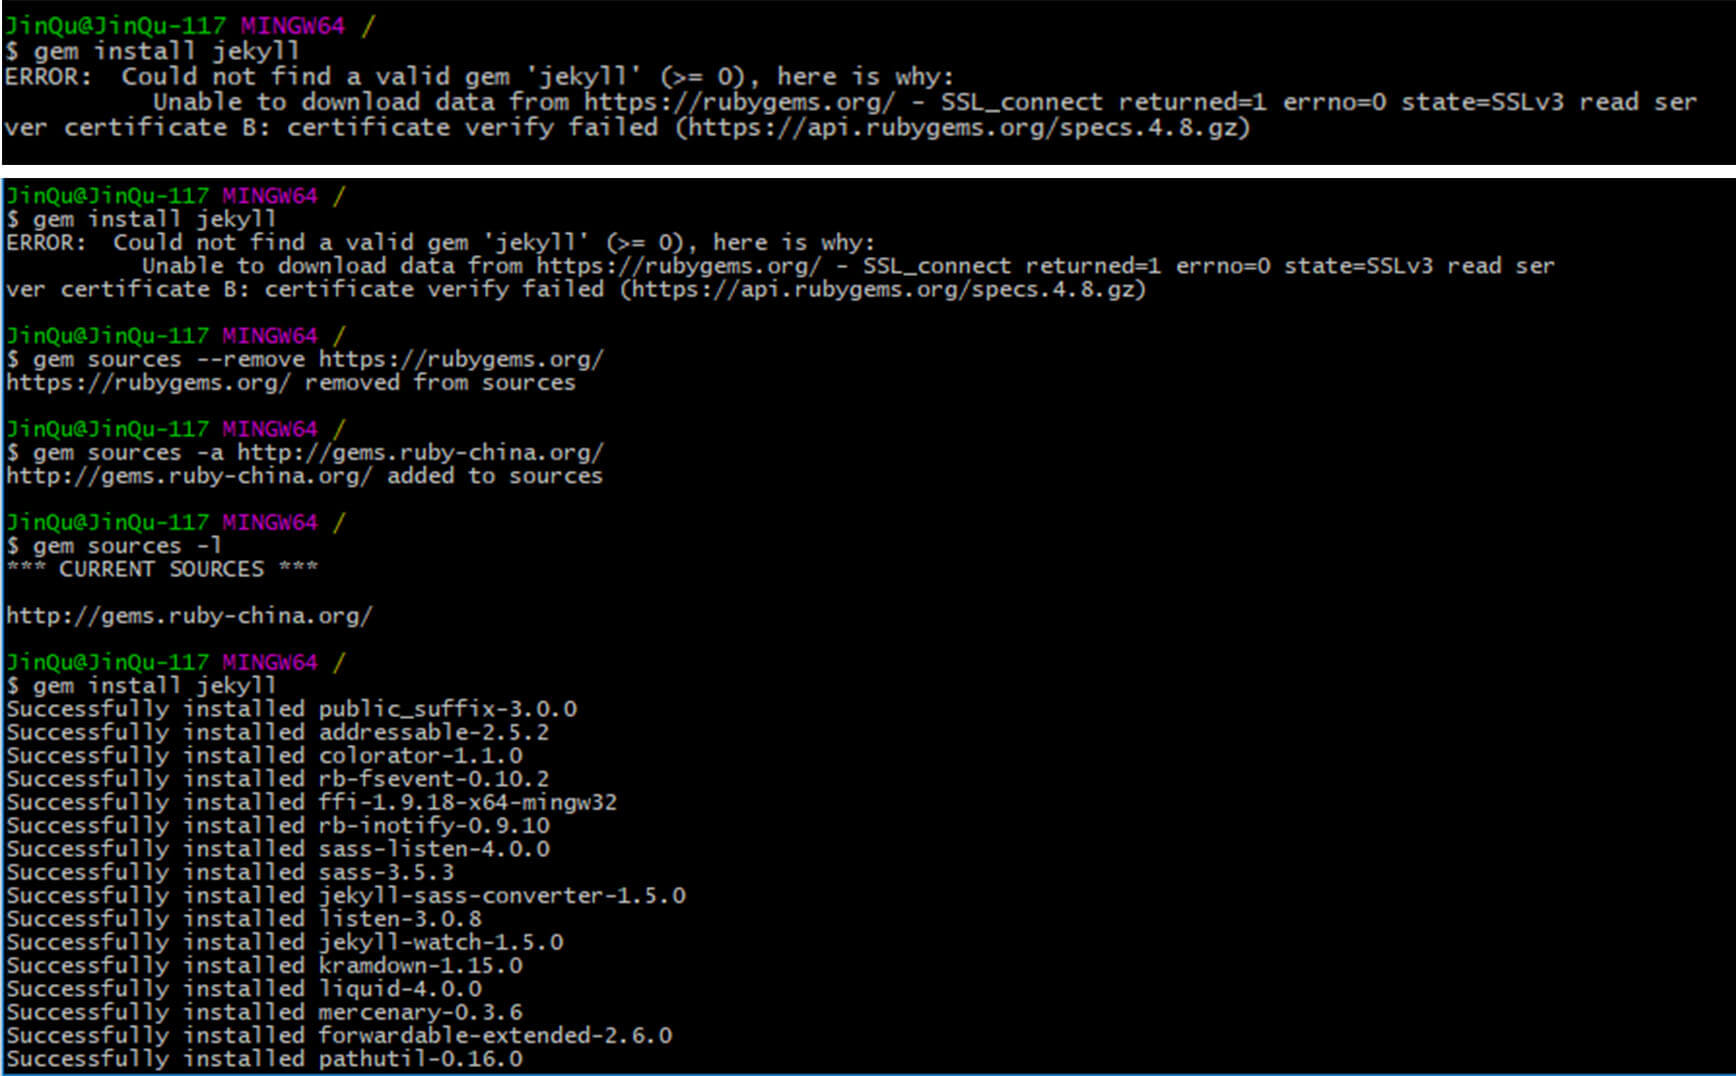 JinQu@JinQu-117 MINGW64 /
$ gem install jekyll
ERROR:  Could not find a valid gem 'jekyll' (>= 0), here is why:
          Unable to download data from https://rubygems.org/ - SSL_connect returned=1 errno=0 state=SSLv3 read ser
ver certificate B: certificate verify failed (https://api.rubygems.org/specs.4.8.gz)
JinQu@JinQu-117 MINGW64 /
$ gem install jekyll
ERROR:  Could not find a valid gem 'jekyll' (>= 0), here is why:
          Unable to download data from https://rubygems.org/ - SSL_connect returned=1 errno=0 state=SSLv3 read ser
ver certificate B: certificate verify failed (https://api.rubygems.org/specs.4.8.gz)
JinQu@JinQu-117 MINGW64 /
$ gem sources --remove https://rubygems.org/
https://rubygems.org/ removed from sources
JinQu@JinQu-117 MINGW64 /
$ gem sources -a http://gems.ruby-china.org/
http://gems.ruby-china.org/ added to sources
JinQu@JinQu-117 MINGW64 /
$ gem sources -l
*** CURRENT SOURCES ***
http://gems.ruby-china.org/
JinQu@JinQu-117 MINGW64 /
$ gem install jekyll
Successfully installed public_suffix-3.0.0
Successfully installed addressable-2.5.2
Successfully installed colorator-1.1.0
Successfully installed rb-fsevent-0.10.2
Successfully installed ffi-1.9.18-x64-mingw32
Successfully installed rb-inotify-0.9.10
Successfully installed sass-listen-4.0.0
Successfully installed sass-3.5.3
Successfully installed jekyll-sass-converter-1.5.0
Successfully installed listen-3.0.8
Successfully installed jekyll-watch-1.5.0
Successfully installed kramdown-1.15.0
Successfully installed liquid-4.0.0
Successfully installed mercenary-0.3.6
Successfully installed forwardable-extended-2.6.0
Successfully installed pathutil-0.16.0